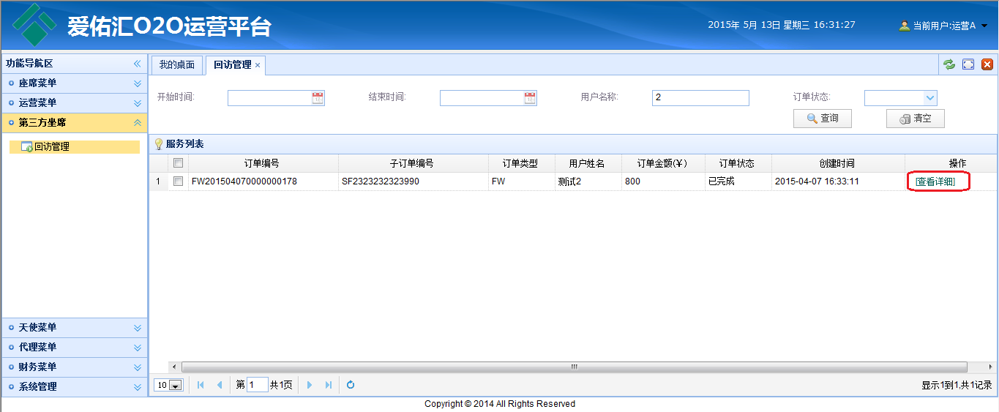 爱佑汇O2O运营平台
2015年 5月 13日 星期三 16:31:27
当前用户:运营A
功能导航区
座席菜单
运营菜单
第三方坐席
回访管理
天使菜单
代理菜单
财务菜单
系统管理
我的桌面 回访管理
开始时间: 结束时间: 用户名称: 2 订单状态:
查询 清空
服务列表
订单编号 子订单编号 订单类型 用户姓名 订单金额(¥) 订单状态 创建时间 操作
1 FW201504070000000178 SF2323232323990 FW 测试2 800 已完成 2015-04-07 16:33:11 [查看详细]
10 第 1 共1页 显示1到1,共1记录
Copyright © 2014 All Rights Reserved